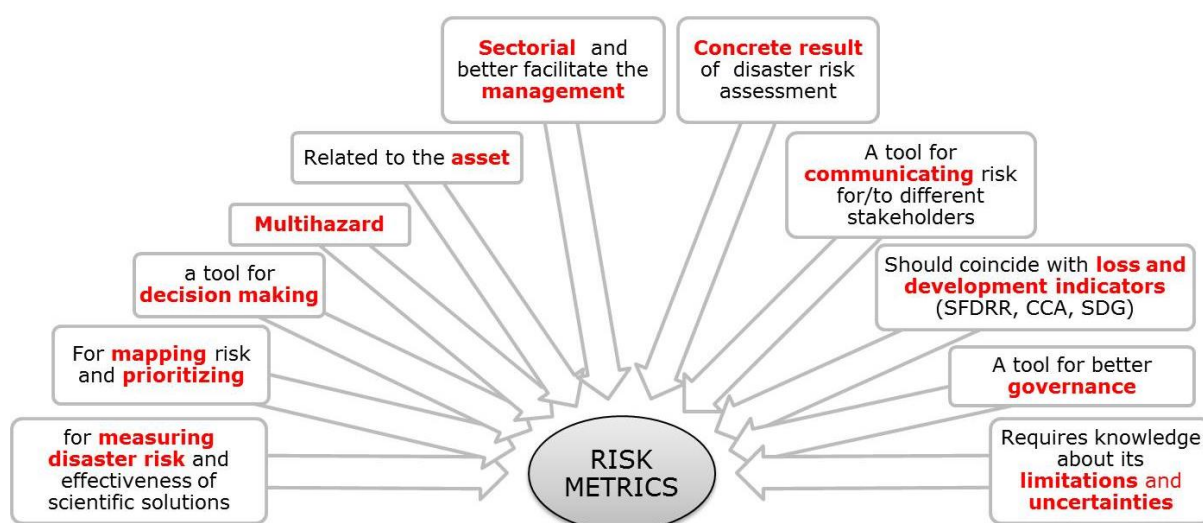 Sectorial and
better facilitate the
management
Concrete result
of disaster risk
assessment
Related to the asset
A tool for
communicating risk
for/to different
stakeholders
Multihazard
a tool for
decision making
Should coincide with loss and
development indicators
(SFDRR, CCA, SDG)
For mapping risk
and prioritizing
A tool for better
governance
for measuring
disaster risk and
effectiveness of
scientific solutions
Requires knowledge
about its
limitations and
uncertainties
RISK
METRICS